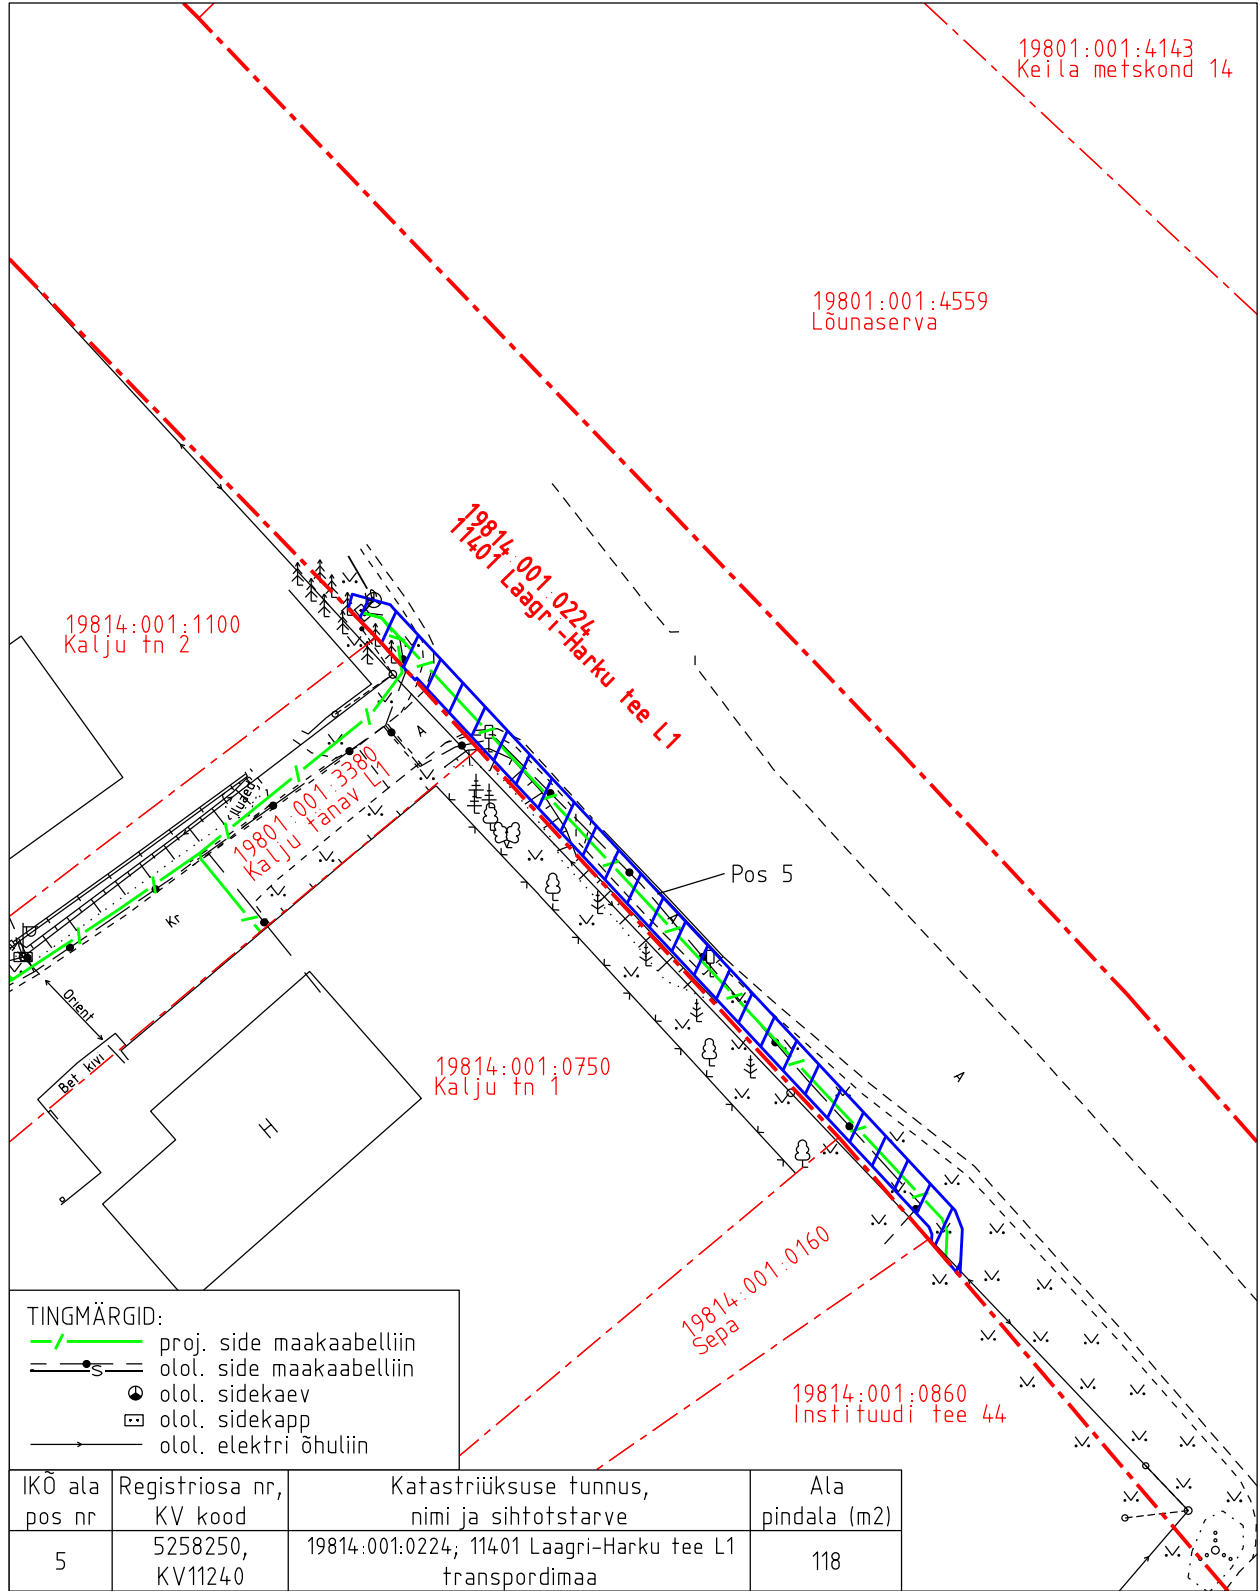 19801:001:4143
Keila metskond 14
19801:001:4559
Lõunaserva
19814:001:0224
11401 Laagri-Harku tee L1
19814:001:1100
Kalju tn 2
A
19801:001:3380
Kalju tänav L1
Iluaed
Pos 5
A
Kr
Orient
Bet kivi
19814:001:0750
Kalju tn 1
A
H
19814:001:0160
Sepa
19814:001:0860
Instituudi tee 44
TINGMÄRGID:
proj. side maakaabelliin
S olol. side maakaabelliin
olol. sidekaev
olol. sidekapp
olol. elektri õhuliin
IKÕ ala pos nr
Registriosa nr, KV kood
Katastriüksuse tunnus, nimi ja sihtotstarve
Ala pindala (m2)
5
5258250, KV11240
19814:001:0224; 11401 Laagri-Harku tee L1 transpordimaa
118